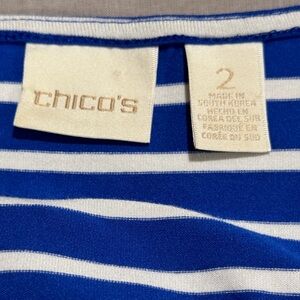 chico's
2
MADE IN
SOUTH KOREA
HECHO EN
COREA DEL SUR
FABRIQUÉ EN
CORÉE DU SUD